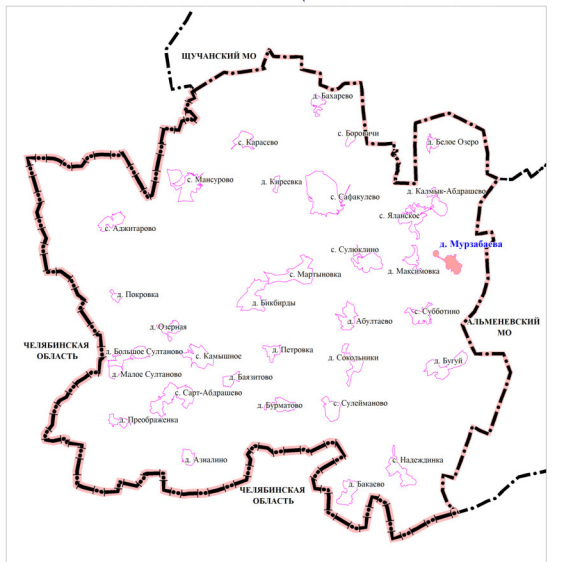 ЩУЧАНСКИЙ МО
д. Бахарево
с. Боровичи
с. Карасево
д. Белое Озеро
с. Мансурово
д. Киреевка
д. Калмык-Абдрашево
с. Сафакулево
с. Яланское
с. Аджитарово
д. Мурзабаева
с. Сулюклино
с. Мартыновка
д. Максимовка
д. Покровка
д. Бикбирды
с. Субботино
д. Абултаево
АЛЬМЕНЕВСКИЙ
МО
д. Озерная
ЧЕЛЯБИНСКАЯ
ОБЛАСТЬ
д. Большое Султаново
с. Камышное
д. Петровка
д. Сокольники
д. Бугуй
д. Малое Султаново
д. Баязитово
с. Сарт-Абдрашево
д. Бурматово
с. Сулейманово
д. Преображенка
д. Азналино
с. Надеждинка
д. Бакаево
ЧЕЛЯБИНСКАЯ
ОБЛАСТЬ